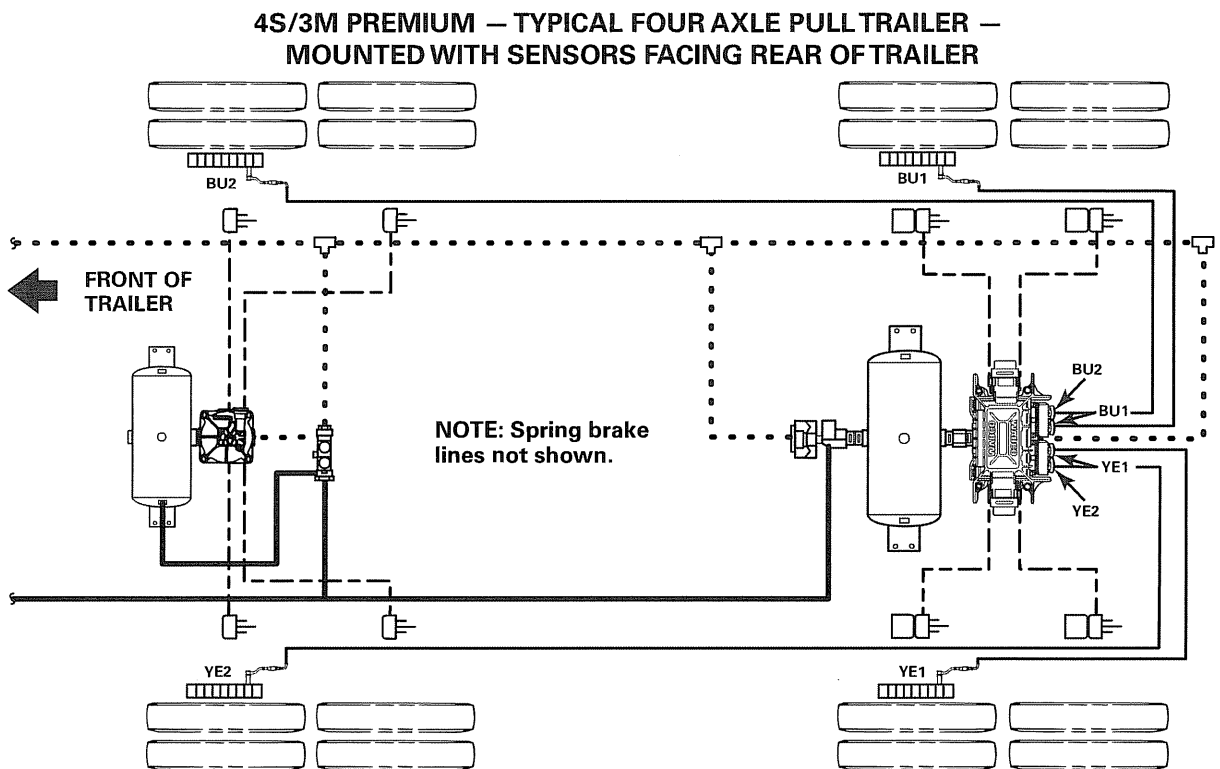 4S/3M PREMIUM — TYPICAL FOUR AXLE PULL TRAILER —
MOUNTED WITH SENSORS FACING REAR OF TRAILER
BU2
BU1
FRONT OF
TRAILER
NOTE: Spring brake
lines not shown.
BU2
BU1
YE1
YE2
YE2
YE1